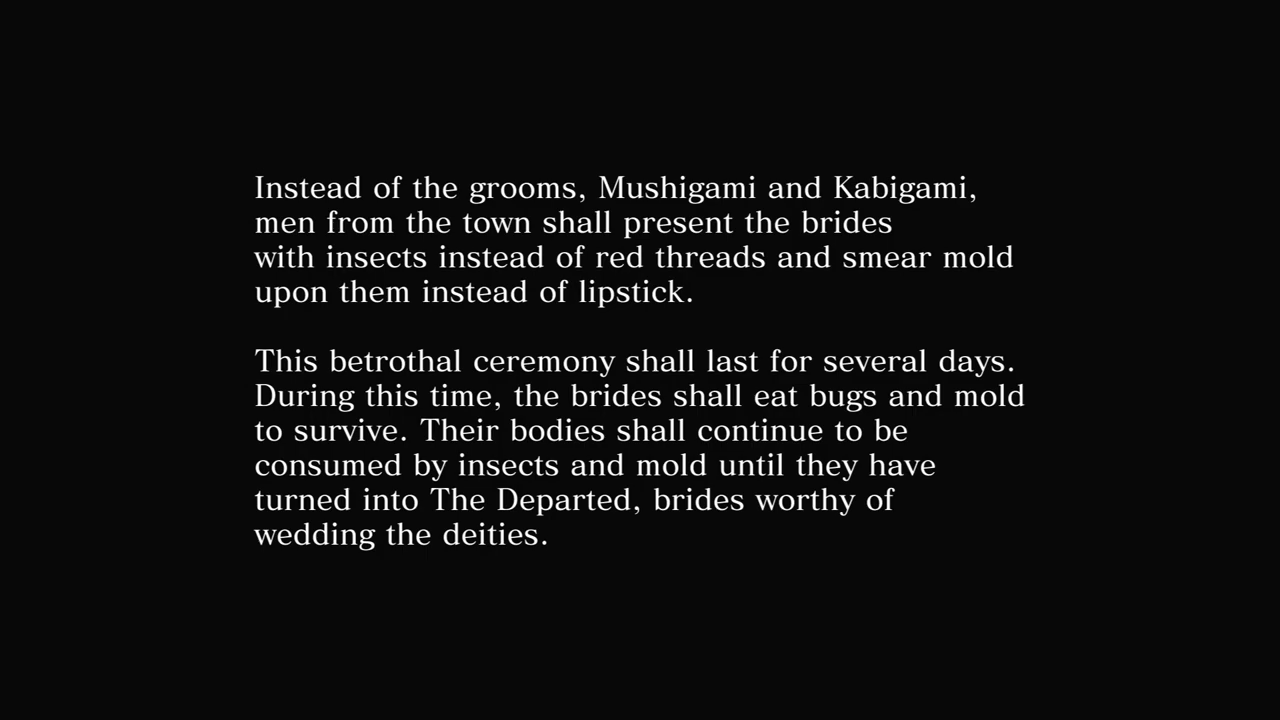 Instead of the grooms, Mushigami and Kabigami,
men from the town shall present the brides
with insects instead of red threads and smear mold
upon them instead of lipstick.
This betrothal ceremony shall last for several days.
During this time, the brides shall eat bugs and mold
to survive. Their bodies shall continue to be
consumed by insects and mold until they have
turned into The Departed, brides worthy of
wedding the deities.